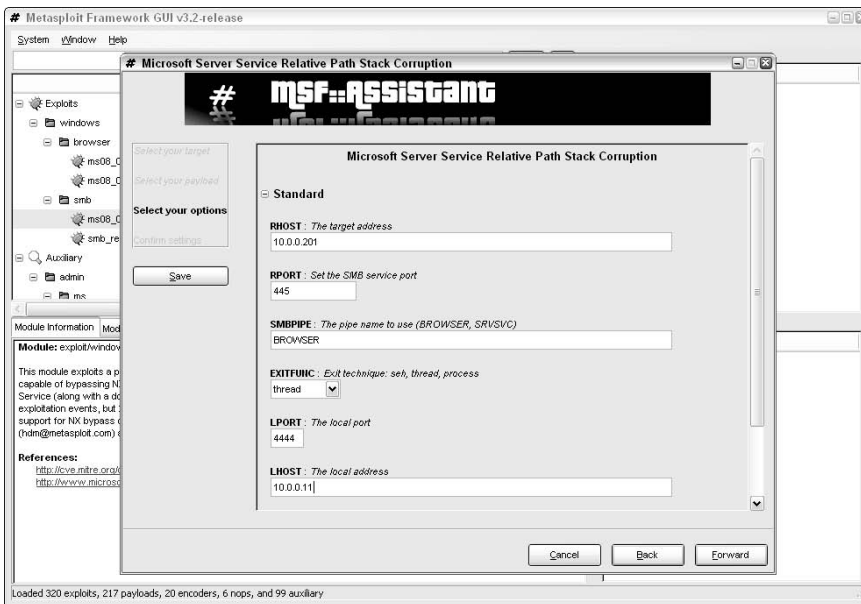 # Metasploit Framework GUI v3.2-release
System Window Help
# Microsoft Server Service Relative Path Stack Corruption
# MSF::ASSISTANT
Exploits
windows
browser
ms08_0
ms08_0
smb
ms08_0
smb_re
Auxiliary
admin
ms
Select your target
Select your payload
Select your options
Confirm settings
Save
Microsoft Server Service Relative Path Stack Corruption
Standard
RHOST : The target address
10.0.0.201
RPORT : Set the SMB service port
445
SMBPIPE : The pipe name to use (BROWSER, SRVSVC)
BROWSER
EXITFUNC : Exit technique: seh, thread, process
thread
LPORT : The local port
4444
LHOST : The local address
10.0.0.11
Module Information Mod
Module: exploit/window
This module exploits a p
capable of bypassing N
Service (along with a do
exploitation events, but
support for NX bypass
(hdm@metasploit.com) a
References:
http://cve.mitre.org/
http://www.microso
Cancel Back Forward
Loaded 320 exploits, 217 payloads, 20 encoders, 6 nops, and 99 auxiliary